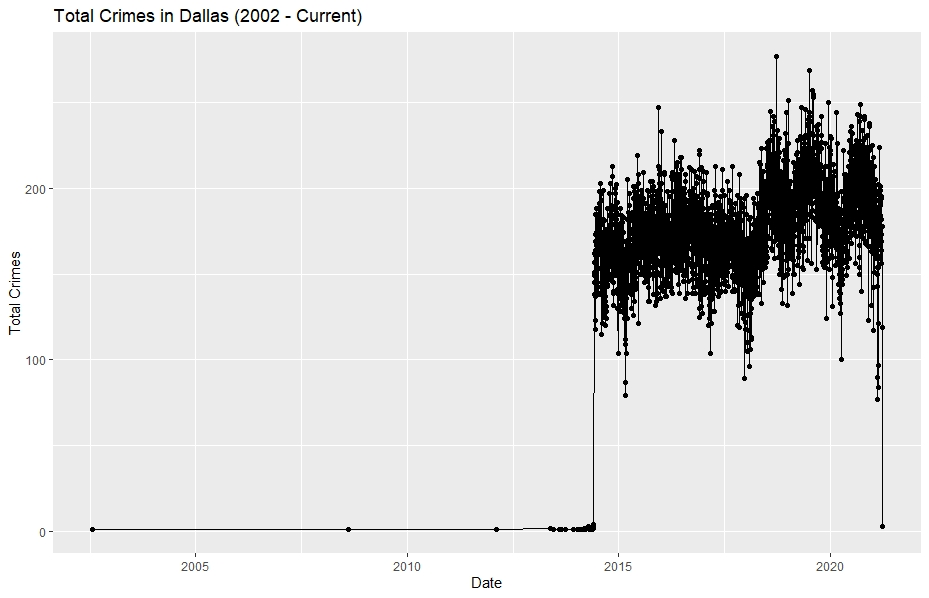 Total Crimes in Dallas (2002 - Current)
Total Crimes
200
100
0
2005 2010 2015 2020
Date